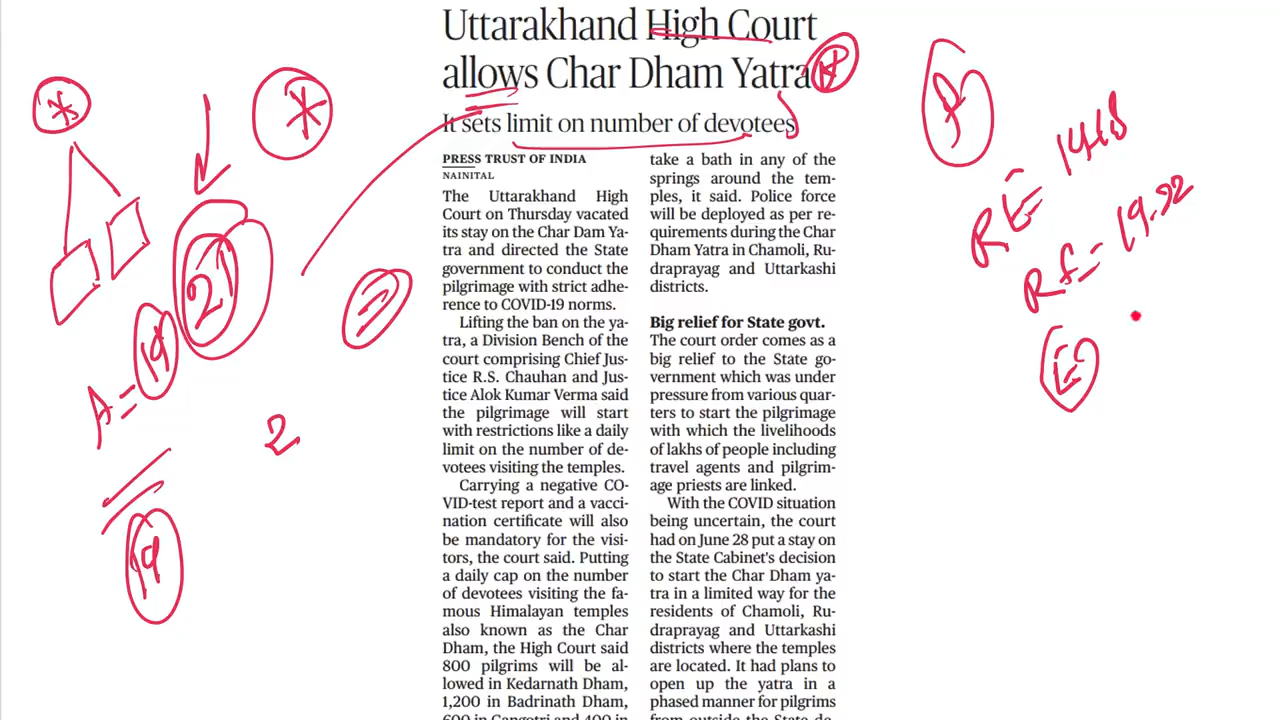 Uttarakhand High Court
allows Char Dham Yatra
It sets limit on number of devotees
PRESS TRUST OF INDIA
NAINITAL
The Uttarakhand High
Court on Thursday vacated
its stay on the Char Dam Ya-
tra and directed the State
government to conduct the
pilgrimage with strict adhe-
rence to COVID-19 norms.
Lifting the ban on the ya-
tra, a Division Bench of the
court comprising Chief Jus-
tice R.S. Chauhan and Jus-
tice Alok Kumar Verma said
the pilgrimage will start
with restrictions like a daily
limit on the number of de-
votees visiting the temples.
Carrying a negative CO-
VID-test report and a vacci-
nation certificate will also
be mandatory for the visi-
tors, the court said. Putting
a daily cap on the number
of devotees visiting the fa-
mous Himalayan temples
also known as the Char
Dham, the High Court said
800 pilgrims will be al-
lowed in Kedarnath Dham,
1,200 in Badrinath Dham,
600 in Gangotri and 400 in
take a bath in any of the
springs around the tem-
ples, it said. Police force
will be deployed as per re-
quirements during the Char
Dham Yatra in Chamoli, Ru-
draprayag and Uttarkashi
districts.
Big relief for State govt.
The court order comes as a
big relief to the State go-
vernment which was under
pressure from various quar-
ters to start the pilgrimage
with which the livelihoods
of lakhs of people including
travel agents and pilgrim-
age priests are linked.
With the COVID situation
being uncertain, the court
had on June 28 put a stay on
the State Cabinet's decision
to start the Char Dham ya-
tra in a limited way for the
residents of Chamoli, Ru-
draprayag and Uttarkashi
districts where the temples
are located. It had plans to
open up the yatra in a
phased manner for pilgrims
from outside the State de-
21
A= 19
2
19
RE= 1468
Rf= 19.92
E